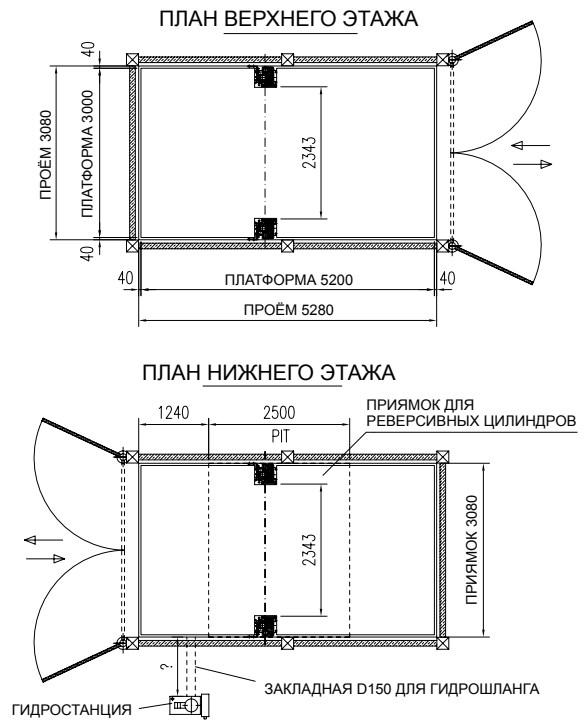 ПЛАН ВЕРХНЕГО ЭТАЖА
40
ПРОЁМ 3080
ПЛАТФОРМА 3000
2343
40
40
ПЛАТФОРМА 5200
40
ПРОЁМ 5280
ПЛАН НИЖНЕГО ЭТАЖА
1240
2500
PIT
ПРИЯМОК ДЛЯ
РЕВЕРСИВНЫХ ЦИЛИНДРОВ
2343
ПРИЯМОК 3080
?
ЗАКЛАДНАЯ D150 ДЛЯ ГИДРОШЛАНГА
ГИДРОСТАНЦИЯ